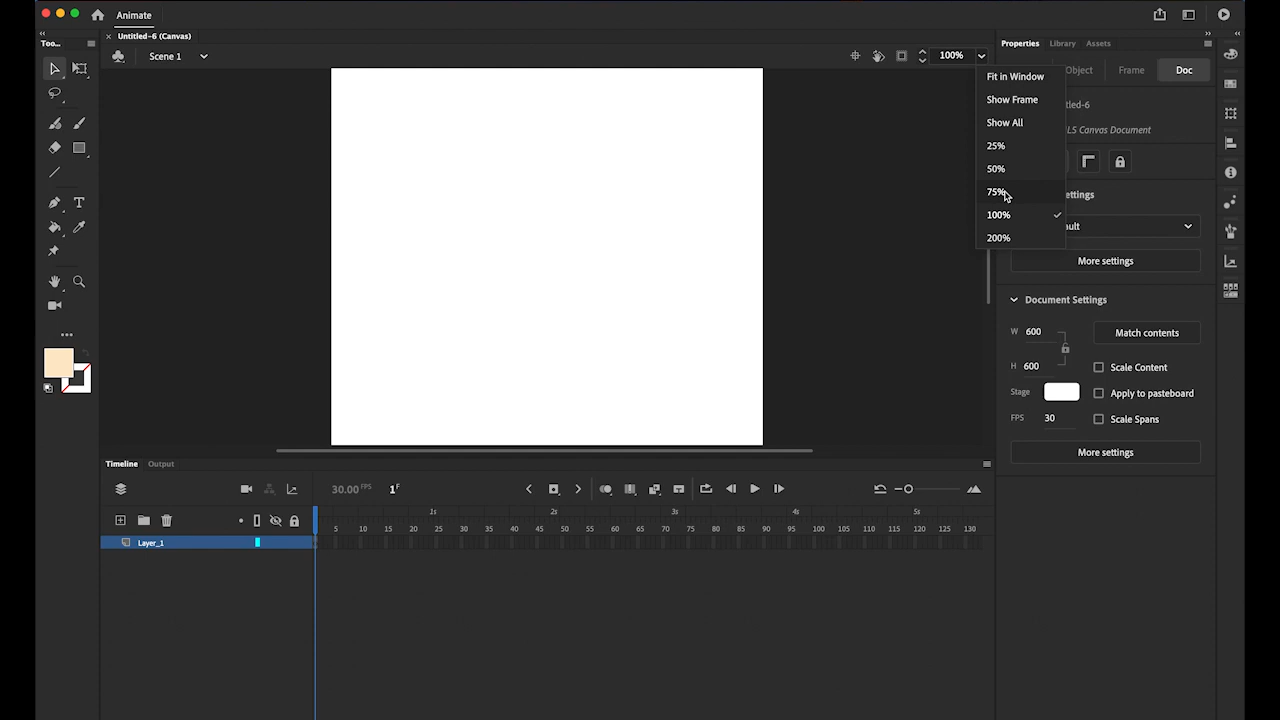 Animate
Untitled-6 (Canvas)
Too...
Properties
Library
Assets
Scene 1
100%
Fit in Window
Show Frame
Show All
25%
50%
75%
100%
200%
Object
Frame
Doc
tled-6
L5 Canvas Document
ettings
ault
More settings
Document Settings
W 600
Match contents
H 600
Scale Content
Stage
Apply to pasteboard
FPS 30
Scale Spans
More settings
Timeline
Output
30.00 FPS
1 F
1s 2s 3s 4s 5s
5 10 15 20 25 30 35 40 45 50 55 60 65 70 75 80 85 90 95 100 105 110 115 120 125 130
Layer_1